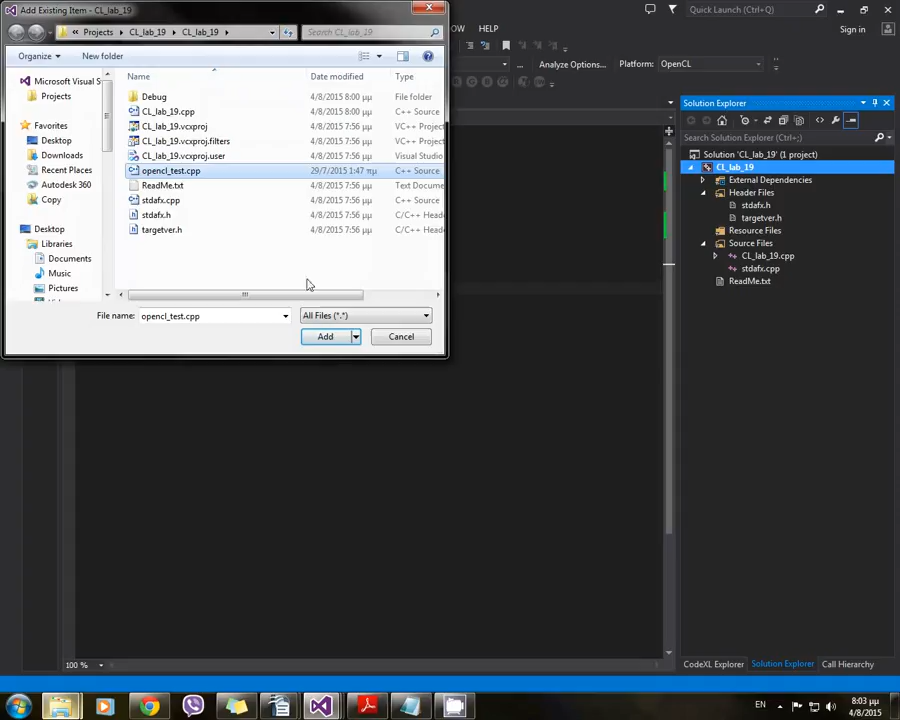 Add Existing Item - CL_lab_19
Quick Launch (Ctrl+Q)
Projects CL_lab_19 CL_lab_19
Search CL_lab_19
HELP
Sign in
Organize New folder
Analyze Options... Platform: OpenCL
Name Date modified Type
Microsoft Visual S
Projects
Favorites
Desktop
Downloads
Recent Places
Autodesk 360
Copy
Desktop
Libraries
Documents
Music
Pictures
Debug 4/8/2015 8:00 μμ File folder
CL_lab_19.cpp 4/8/2015 8:00 μμ C++ Source
CL_lab_19.vcxproj 4/8/2015 7:56 μμ VC++ Project
CL_lab_19.vcxproj.filters 4/8/2015 7:56 μμ VC++ Project
CL_lab_19.vcxproj.user 4/8/2015 7:56 μμ Visual Studio
opencl_test.cpp 29/7/2015 1:47 πμ C++ Source
ReadMe.txt 4/8/2015 7:56 μμ Text Docume
stdafx.cpp 4/8/2015 7:56 μμ C++ Source
stdafx.h 4/8/2015 7:56 μμ C/C++ Heade
targetver.h 4/8/2015 7:56 μμ C/C++ Heade
File name: opencl_test.cpp All Files (*.*)
Add Cancel
Solution Explorer
Search Solution Explorer (Ctrl+;)
Solution 'CL_lab_19' (1 project)
CL_lab_19
External Dependencies
Header Files
stdafx.h
targetver.h
Resource Files
Source Files
CL_lab_19.cpp
stdafx.cpp
ReadMe.txt
100 %
CodeXL Explorer Solution Explorer Call Hierarchy
EN
8:03 μμ
4/8/2015